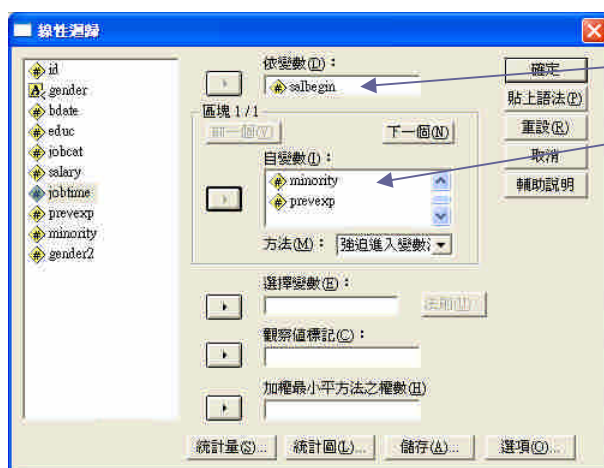 線性迴歸
id
gender
bdate
educ
jobcat
salary
jobtime
prevexp
minority
gender2
依變數(D)：
salbegin
區塊 1 / 1
前一個(V)
下一個(N)
自變數(I)：
minority
prevexp
方法(M)： 強迫進入變數
選擇變數(E)：
法則(U)...
觀察值標記(C)：
加權最小平方法之權數(H)
確定
貼上語法(P)
重設(R)
取消
輔助說明
統計量(S)...
統計圖(L)...
儲存(A)...
選項(O)...